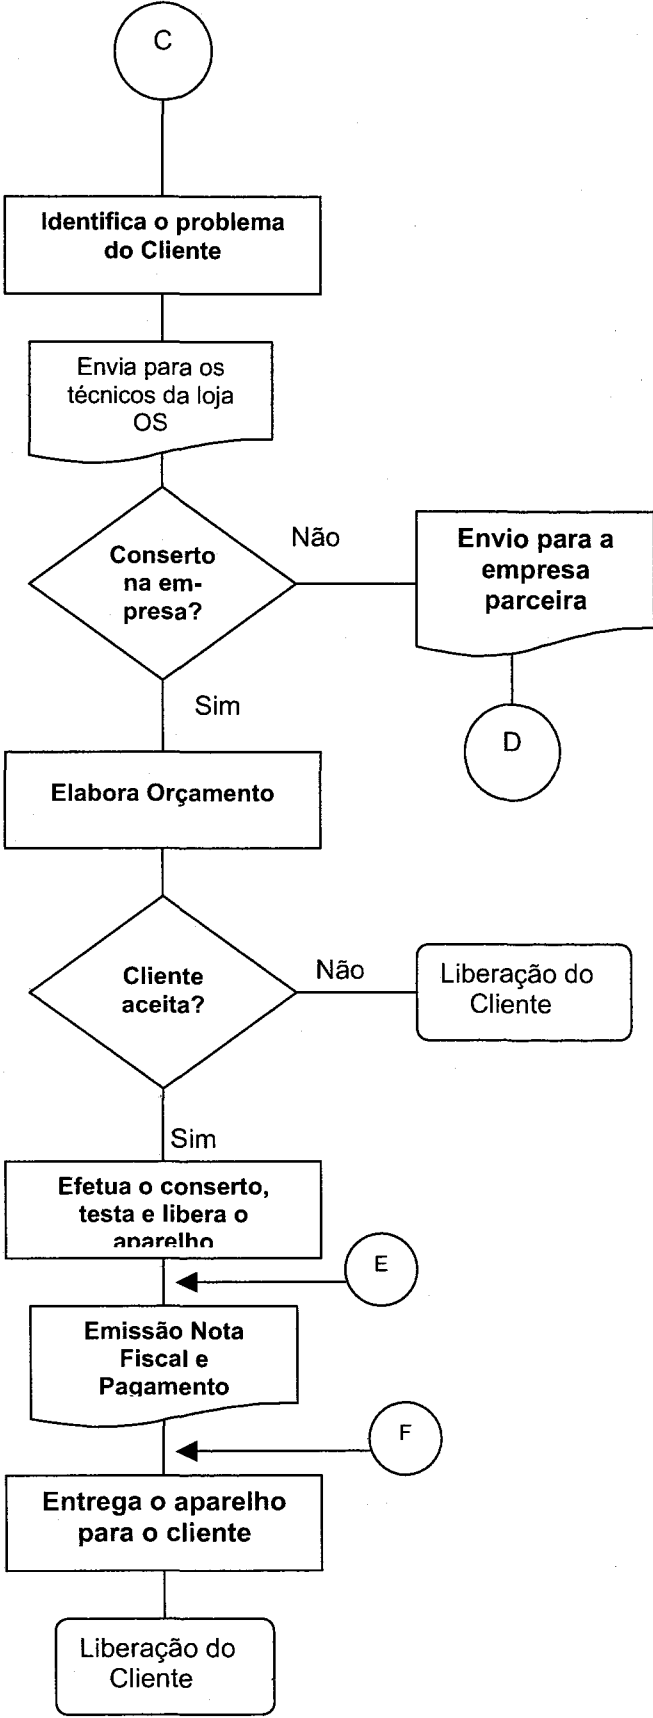 C
Identifica o problema
do Cliente
Envia para os
técnicos da loja
OS
Conserto
na em-
presa?
Não
Envio para a
empresa
parceira
D
Sim
Elabora Orçamento
Cliente
aceita?
Não
Liberação do
Cliente
Sim
Efetua o conserto,
testa e libera o
aparelho
E
Emissão Nota
Fiscal e
Pagamento
F
Entrega o aparelho
para o cliente
Liberação do
Cliente